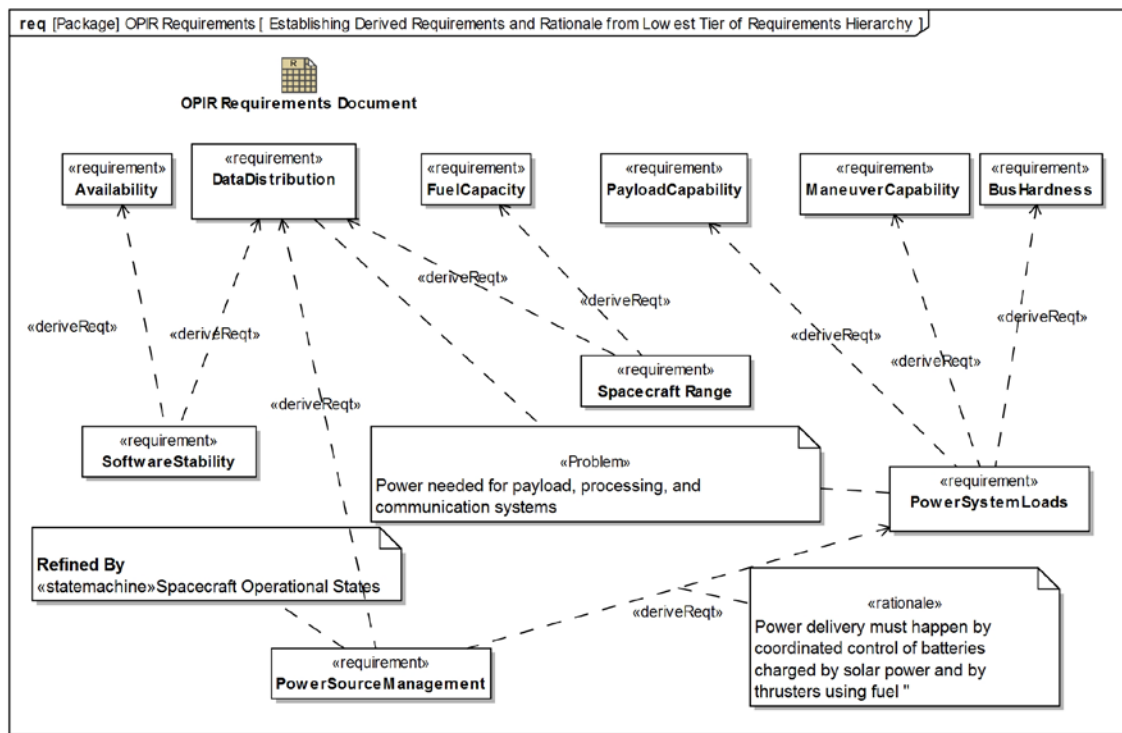 req [Package] OPIR Requirements [ Establishing Derived Requirements and Rationale from Lowest Tier of Requirements Hierarchy ]
R
OPIR Requirements Document
«requirement»
Availability
«requirement»
DataDistribution
«requirement»
FuelCapacity
«requirement»
PayloadCapability
«requirement»
ManeuverCapability
«requirement»
BusHardness
«deriveReqt»
«deriveReqt»
«deriveReqt»
«deriveReqt»
«deriveReqt»
«deriveReqt»
«deriveReqt»
«deriveReqt»
«requirement»
Spacecraft Range
«requirement»
SoftwareStability
«Problem»
Power needed for payload, processing, and
communication systems
«requirement»
PowerSystemLoads
Refined By
«statemachine»Spacecraft Operational States
«deriveReqt»
«rationale»
Power delivery must happen by
coordinated control of batteries
charged by solar power and by
thrusters using fuel "
«requirement»
PowerSourceManagement